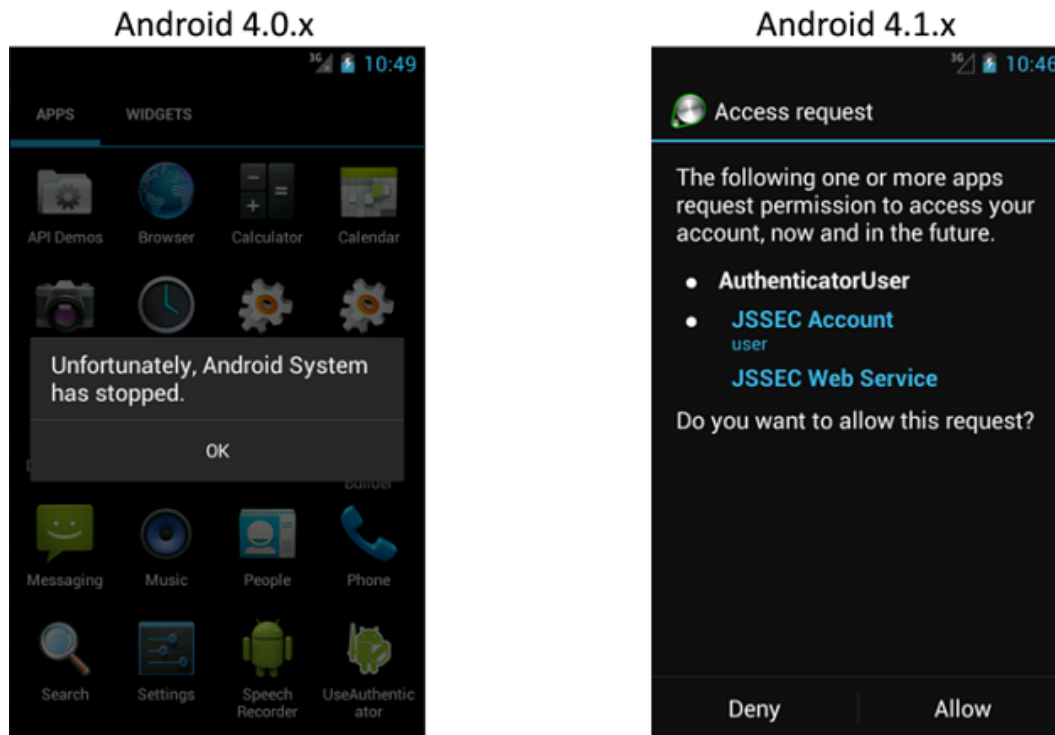 Android 4.0.x
3G 10:49
APPS WIDGETS
API Demos Browser Calculator Calendar
Unfortunately, Android System
has stopped.
OK
Builder
Messaging Music People Phone
Search Settings Speech
Recorder UseAuthentic
ator
Android 4.1.x
3G 10:46
Access request
The following one or more apps
request permission to access your
account, now and in the future.
• AuthenticatorUser
• JSSEC Account
user
JSSEC Web Service
Do you want to allow this request?
Deny Allow